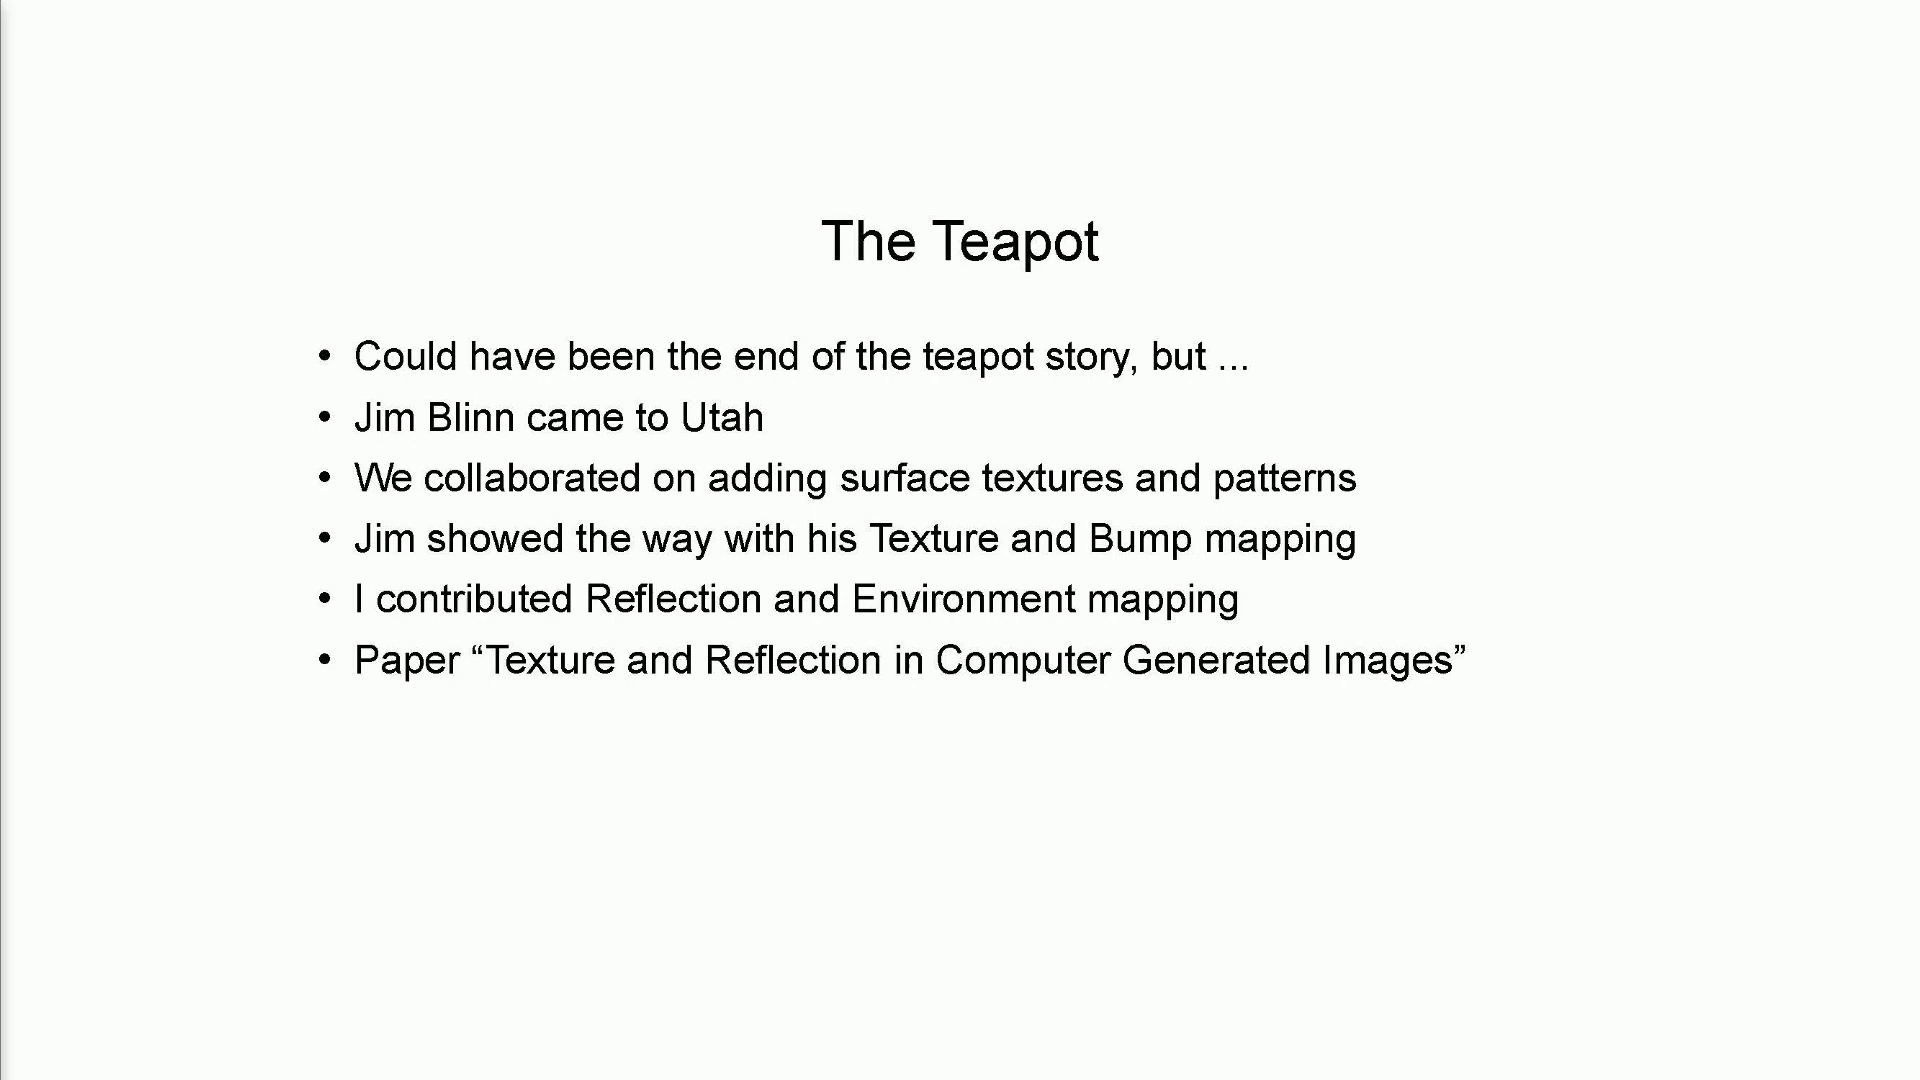 The Teapot
• Could have been the end of the teapot story, but ...
• Jim Blinn came to Utah
• We collaborated on adding surface textures and patterns
• Jim showed the way with his Texture and Bump mapping
• I contributed Reflection and Environment mapping
• Paper “Texture and Reflection in Computer Generated Images”